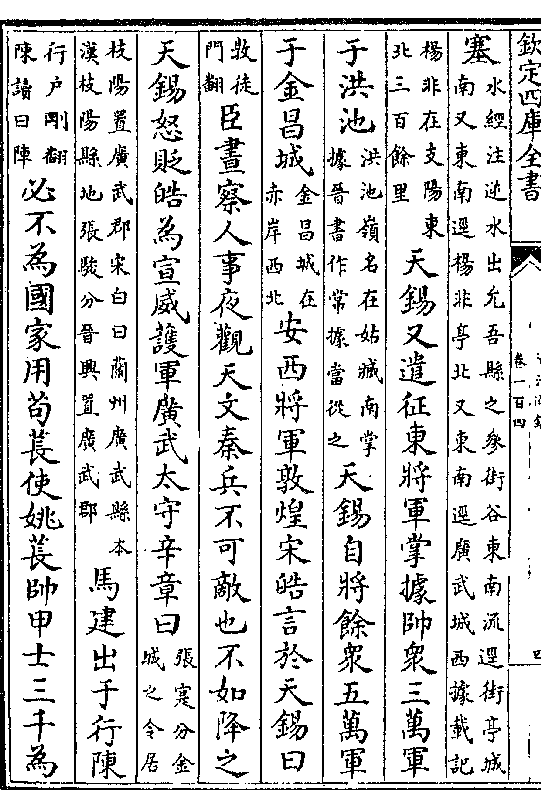 欽定四庫全書
卷一百四
四
塞水經注逆水出允吾縣之參街谷東南流逕街亭城南又東南逕楊非亭北又東南逕廣武城西據載記
楊非在支陽東北三百餘里天錫又遣征東將軍掌據帥衆三萬軍
于洪池洪池嶺名在姑臧南掌據晉書作常據當從之天錫自將餘衆五萬軍
于金昌城金昌城在赤岸西北安西將軍敦煌宋皓言於天錫曰
敦徒門翻臣晝察人事夜觀天文秦兵不可敵也不如降之
天錫怒貶皓為宣威護軍廣武太守辛章曰張寔分金城之令居
枝陽置廣武郡宋白曰蘭州廣武縣本漢枝陽縣地張駿分晉興置廣武郡馬建出于行陳
行户剛翻陳讀曰陣必不為國家用苟萇使姚萇帥甲士三千為